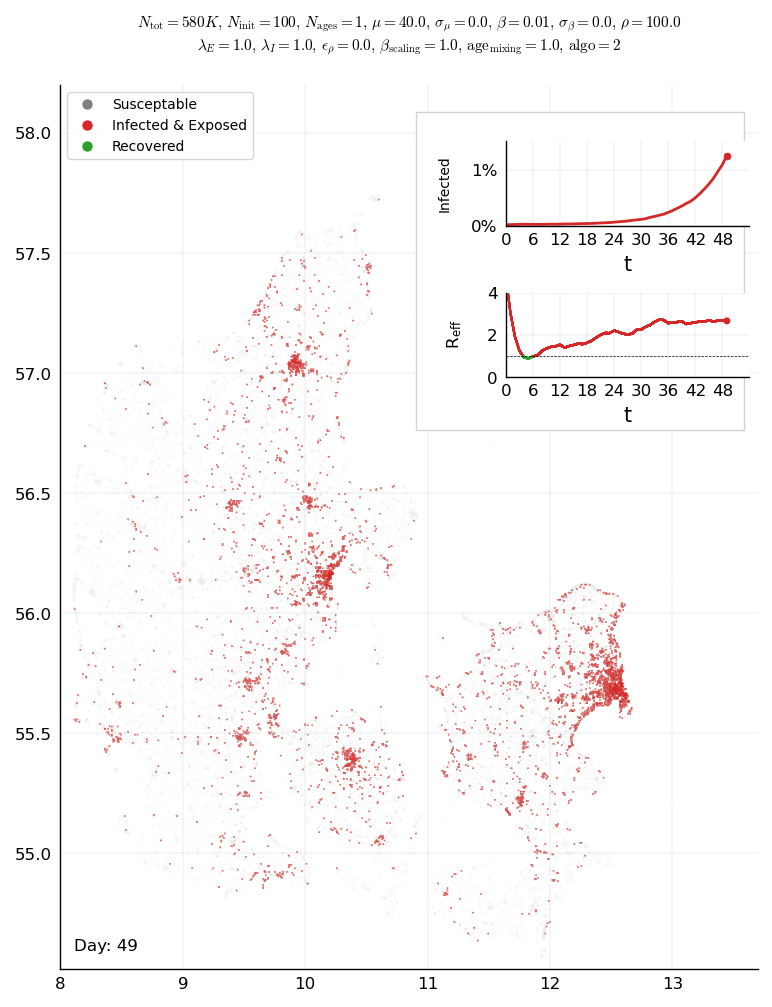 N_tot = 580K, N_init = 100, N_ages = 1, μ = 40.0, σ_μ = 0.0, β = 0.01, σ_β = 0.0, ρ = 100.0
λ_E = 1.0, λ_I = 1.0, ϵ_ρ = 0.0, β_scaling = 1.0, age_mixing = 1.0, algo = 2
Susceptable
Infected & Exposed
Recovered
Infected
1%
0%
0 6 12 18 24 30 36 42 48
t
R_eff
4
2
0
0 6 12 18 24 30 36 42 48
t
58.0
57.5
57.0
56.5
56.0
55.5
55.0
Day: 49
8 9 10 11 12 13